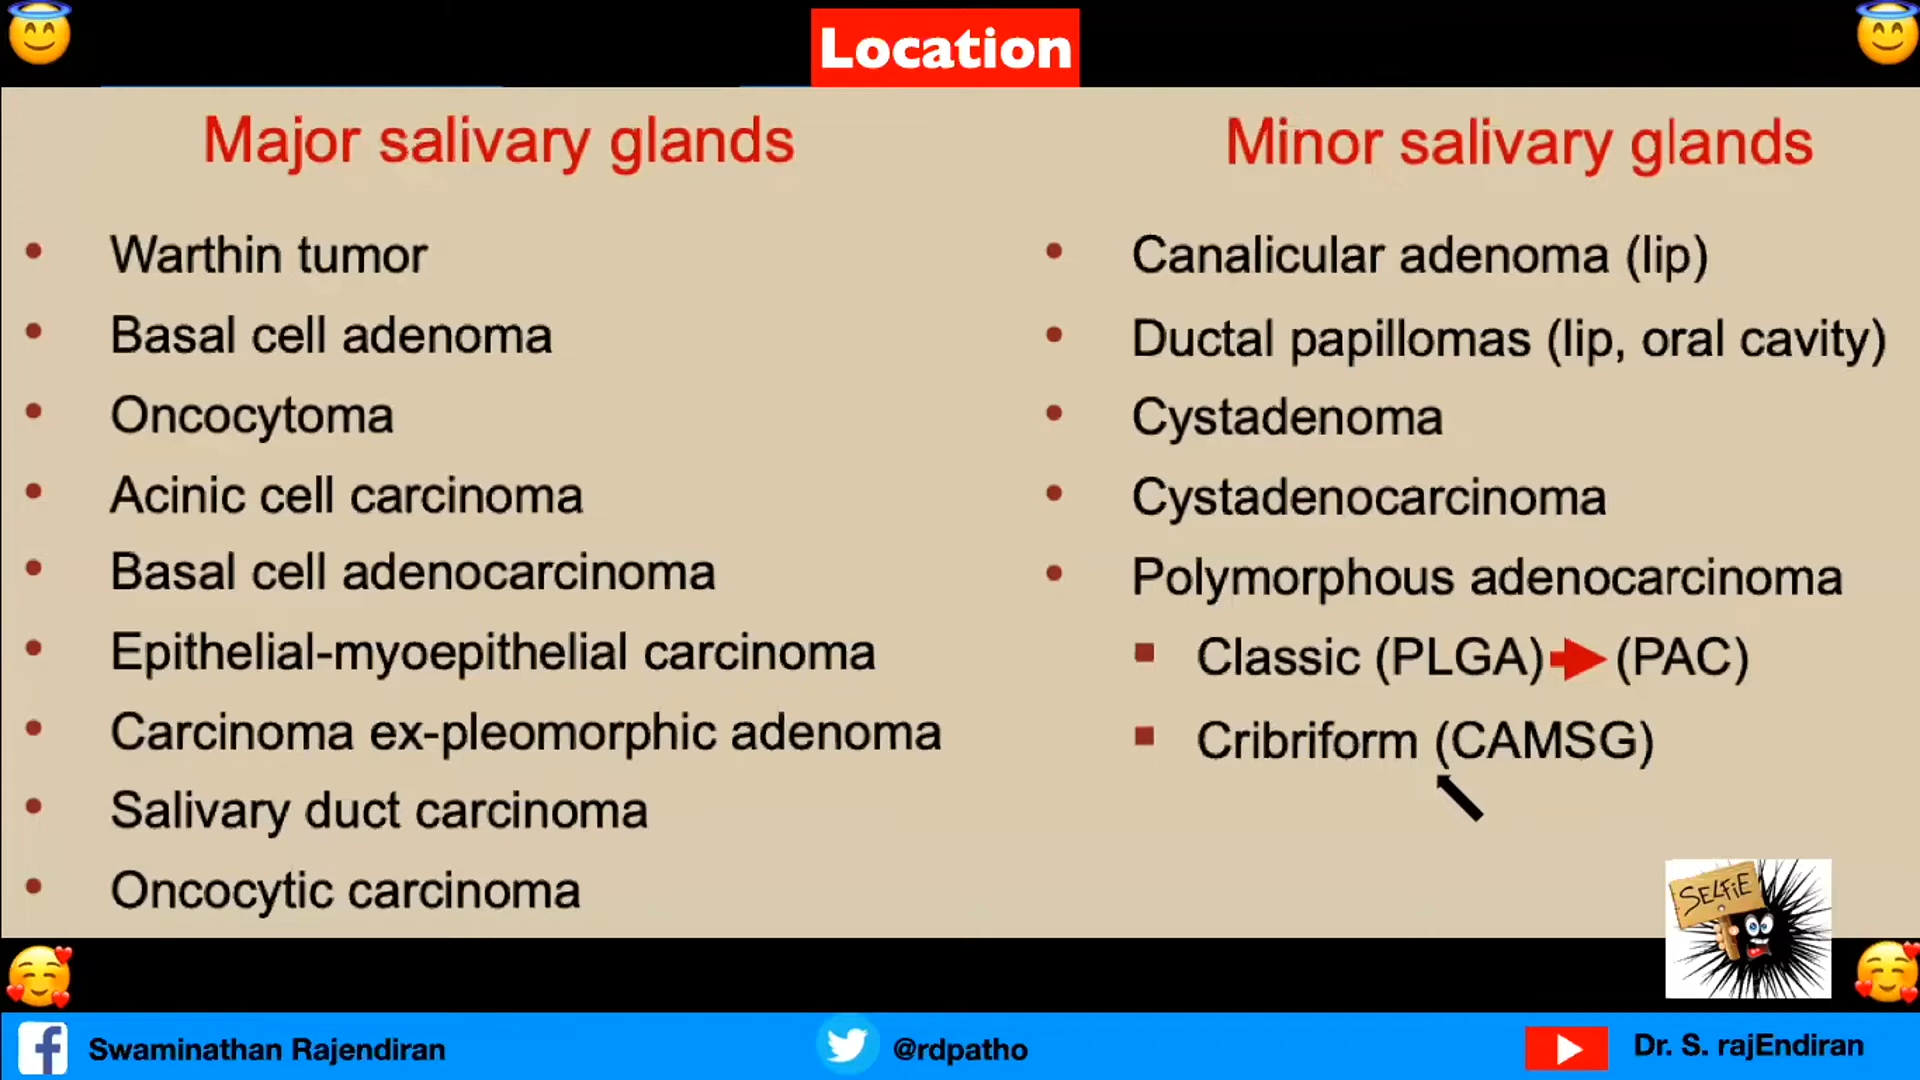 Location
Major salivary glands
• Warthin tumor
• Basal cell adenoma
• Oncocytoma
• Acinic cell carcinoma
• Basal cell adenocarcinoma
• Epithelial-myoepithelial carcinoma
• Carcinoma ex-pleomorphic adenoma
• Salivary duct carcinoma
• Oncocytic carcinoma
Minor salivary glands
• Canalicular adenoma (lip)
• Ductal papillomas (lip, oral cavity)
• Cystadenoma
• Cystadenocarcinoma
• Polymorphous adenocarcinoma
▪ Classic (PLGA) (PAC)
▪ Cribriform (CAMSG)
SELFiE
Swaminathan Rajendiran
@rdpatho
Dr. S. rajEndiran